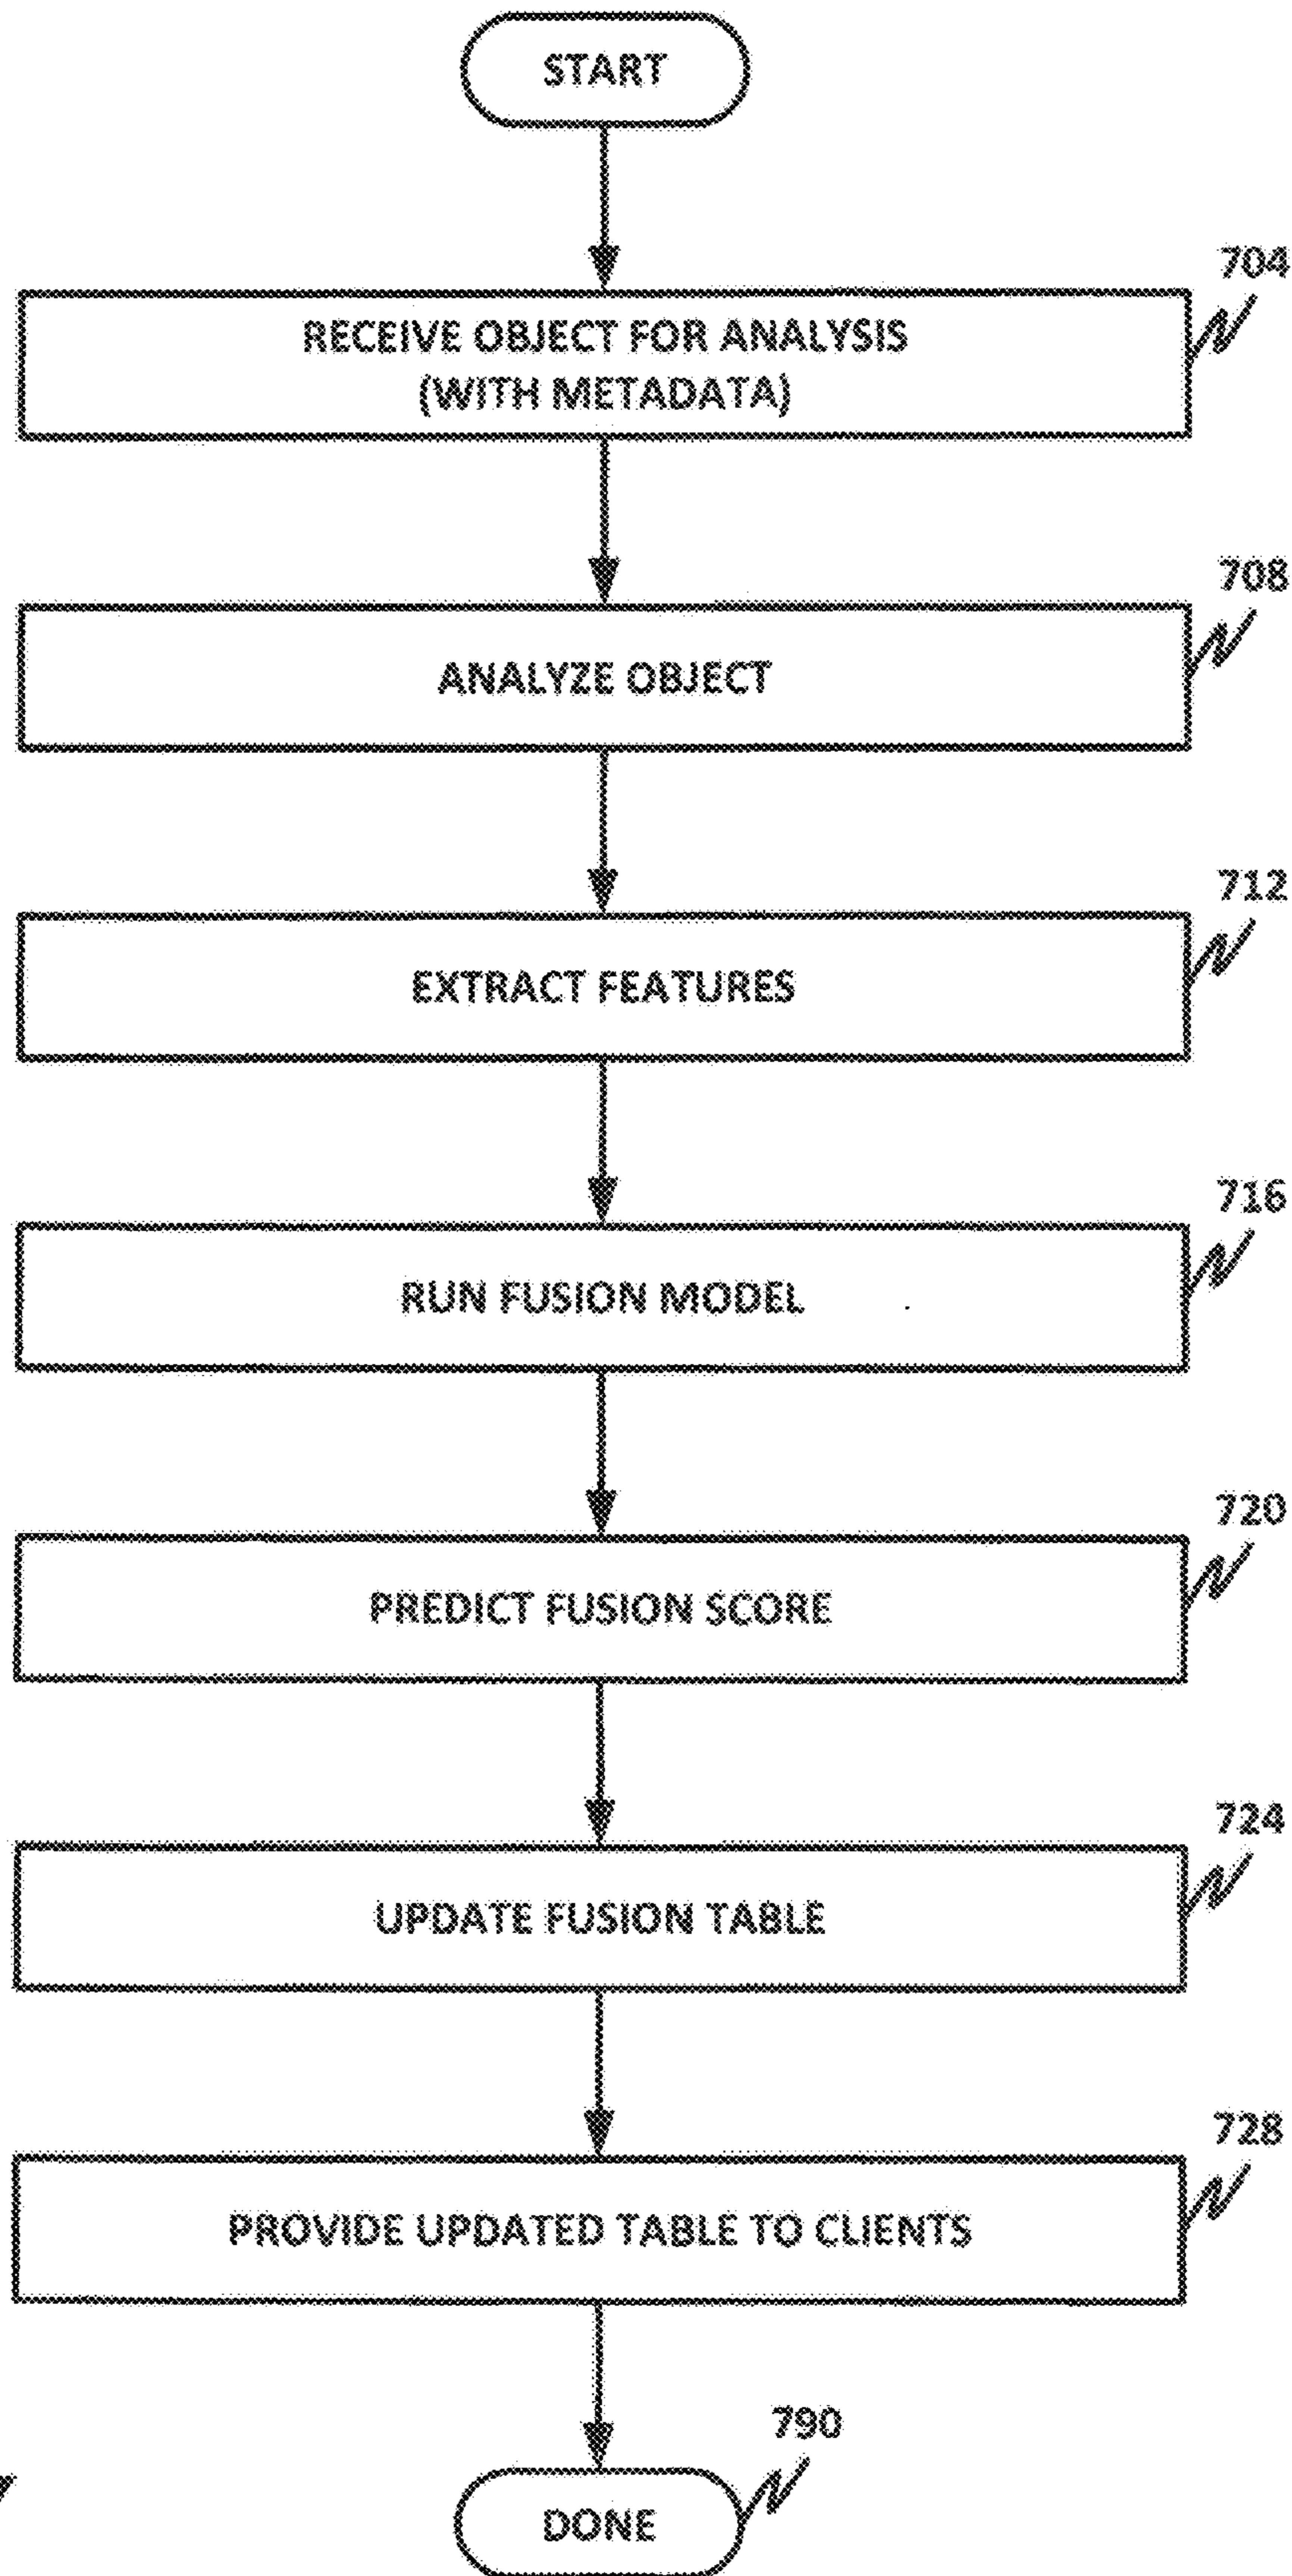 START
704
RECEIVE OBJECT FOR ANALYSIS
(WITH METADATA)
708
ANALYZE OBJECT
712
EXTRACT FEATURES
716
RUN FUSION MODEL
720
PREDICT FUSION SCORE
724
UPDATE FUSION TABLE
728
PROVIDE UPDATED TABLE TO CLIENTS
790
DONE